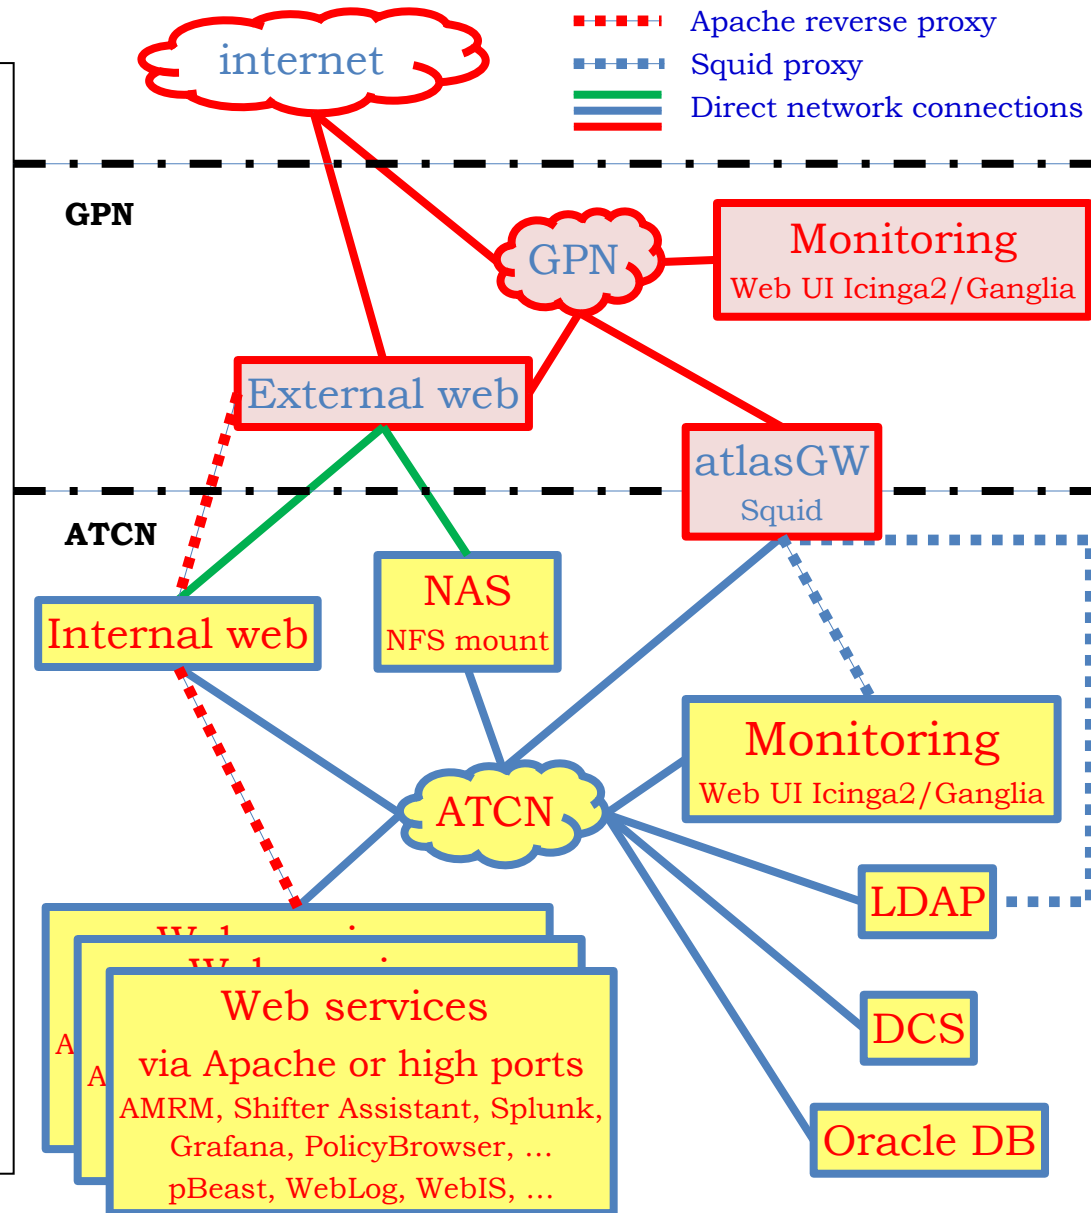 internet
Apache reverse proxy
Squid proxy
Direct network connections
GPN
GPN
Monitoring
Web UI Icinga2/Ganglia
External web
atlasGW
Squid
ATCN
NAS
NFS mount
Internal web
Monitoring
Web UI Icinga2/Ganglia
ATCN
LDAP
DCS
Oracle DB
A
A
Web services
via Apache or high ports
AMRM, Shifter Assistant, Splunk,
Grafana, PolicyBrowser, ...
pBeast, WebLog, WebIS, ...